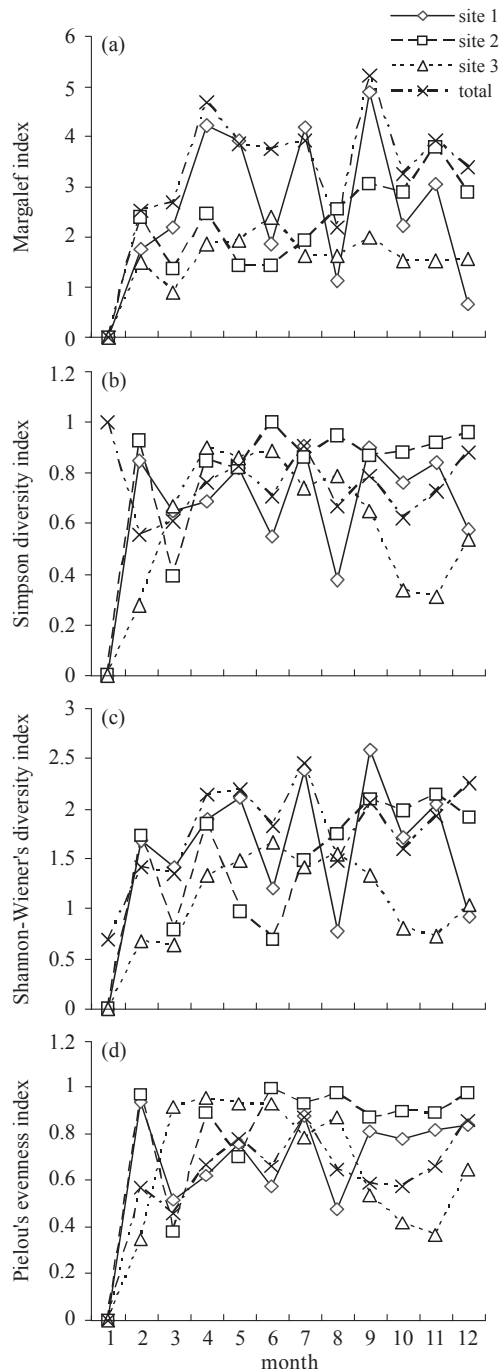 site 1
site 2
site 3
total
(a)
Margalef index
6
5
4
3
2
1
0
(b)
Simpson diversity index
1.2
1
0.8
0.6
0.4
0.2
0
(c)
Shannon-Wiener's diversity index
3
2.5
2
1.5
1
0.5
0
(d)
Pielou's evenness index
1.2
1
0.8
0.6
0.4
0.2
0
1 2 3 4 5 6 7 8 9 10 11 12
month